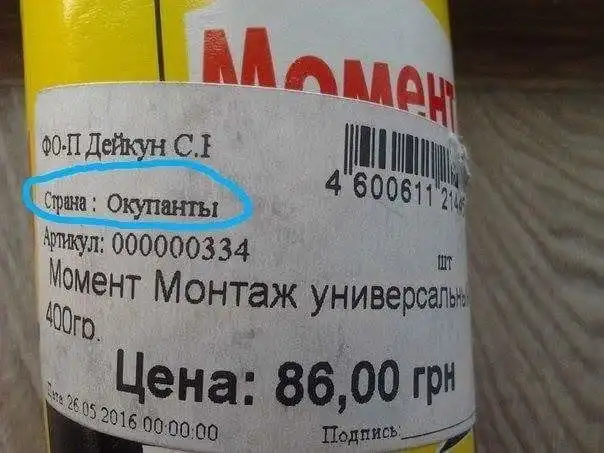 Момент
ФО-П Дейкун С.І
Страна : Окупанты
Артикул: 000000334
4 600611
шт
Момент Монтаж
400гр.
Цена: 86,00 грн
Дата: 26.05.2016 00:00:00
Подпись: